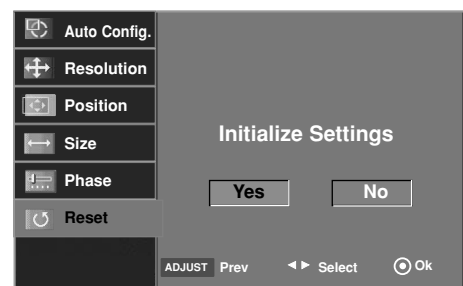 Auto Config.
Resolution
Position
Size
Phase
Reset
Initialize Settings
Yes No
ADJUST Prev ◄► Select Ok